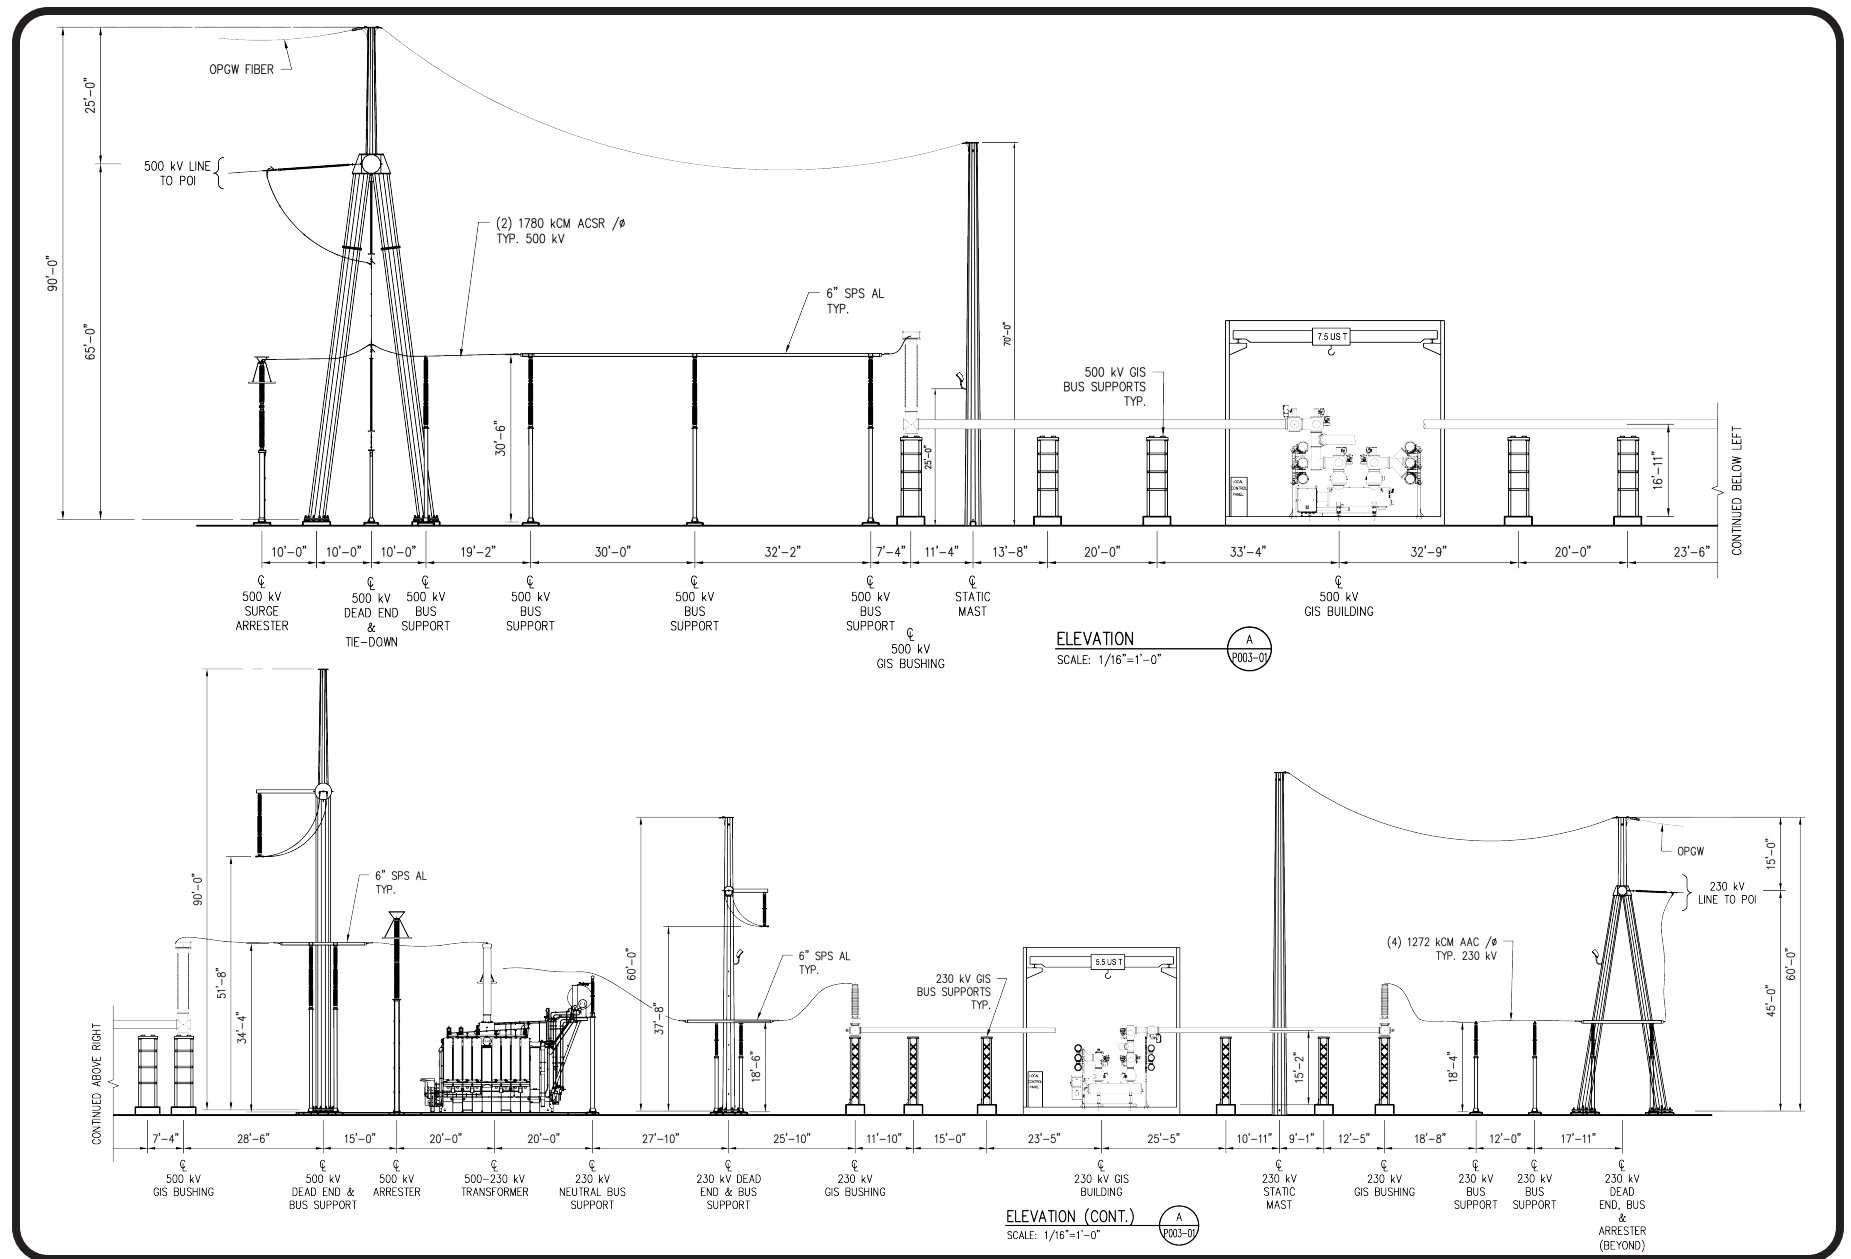 OPGW FIBER
25'-0"
90'-0"
65'-0"
500 kV LINE
TO POI
(2) 1780 kCM ACSR /ø
TYP. 500 kV
6" SPS AL
TYP.
30'-6"
25'-0"
70'-0"
500 kV GIS
BUS SUPPORTS
TYP.
7.5 US T
LOCAL
CONTROL
PANEL
16'-11"
CONTINUED BELOW LEFT
10'-0" 10'-0" 10'-0" 19'-2" 30'-0" 32'-2" 7'-4" 11'-4" 13'-8" 20'-0" 33'-4" 32'-9" 20'-0" 23'-6"
℄
500 kV
SURGE
ARRESTER
℄
500 kV
DEAD END
&
TIE-DOWN
℄
500 kV
BUS
SUPPORT
℄
500 kV
BUS
SUPPORT
℄
500 kV
BUS
SUPPORT
℄
500 kV
BUS
SUPPORT
℄
500 kV
GIS BUSHING
℄
STATIC
MAST
℄
500 kV
GIS BUILDING
ELEVATION
SCALE: 1/16"=1'-0"
A
P003-01
CONTINUED ABOVE RIGHT
90'-0"
51'-8"
34'-4"
6" SPS AL
TYP.
60'-0"
37'-8"
18'-6"
6" SPS AL
TYP.
230 kV GIS
BUS SUPPORTS
TYP.
5.5 US T
LOCAL
CONTROL
PANEL
15'-2"
(4) 1272 kCM AAC /ø
TYP. 230 kV
18'-4"
OPGW
230 kV
LINE TO POI
15'-0"
45'-0"
60'-0"
7'-4" 28'-6" 15'-0" 20'-0" 20'-0" 27'-10" 25'-10" 11'-10" 15'-0" 23'-5" 25'-5" 10'-11" 9'-1" 12'-5" 18'-8" 12'-0" 17'-11"
℄
500 kV
GIS BUSHING
℄
500 kV
DEAD END &
BUS SUPPORT
℄
500 kV
ARRESTER
℄
500-230 kV
TRANSFORMER
℄
230 kV
NEUTRAL BUS
SUPPORT
℄
230 kV DEAD
END & BUS
SUPPORT
℄
230 kV
GIS BUSHING
℄
230 kV GIS
BUILDING
℄
230 kV
STATIC
MAST
℄
230 kV
GIS BUSHING
℄
230 kV
BUS
SUPPORT
℄
230 kV
BUS
SUPPORT
℄
230 kV
DEAD
END, BUS
&
ARRESTER
(BEYOND)
ELEVATION (CONT.)
SCALE: 1/16"=1'-0"
A
P003-01